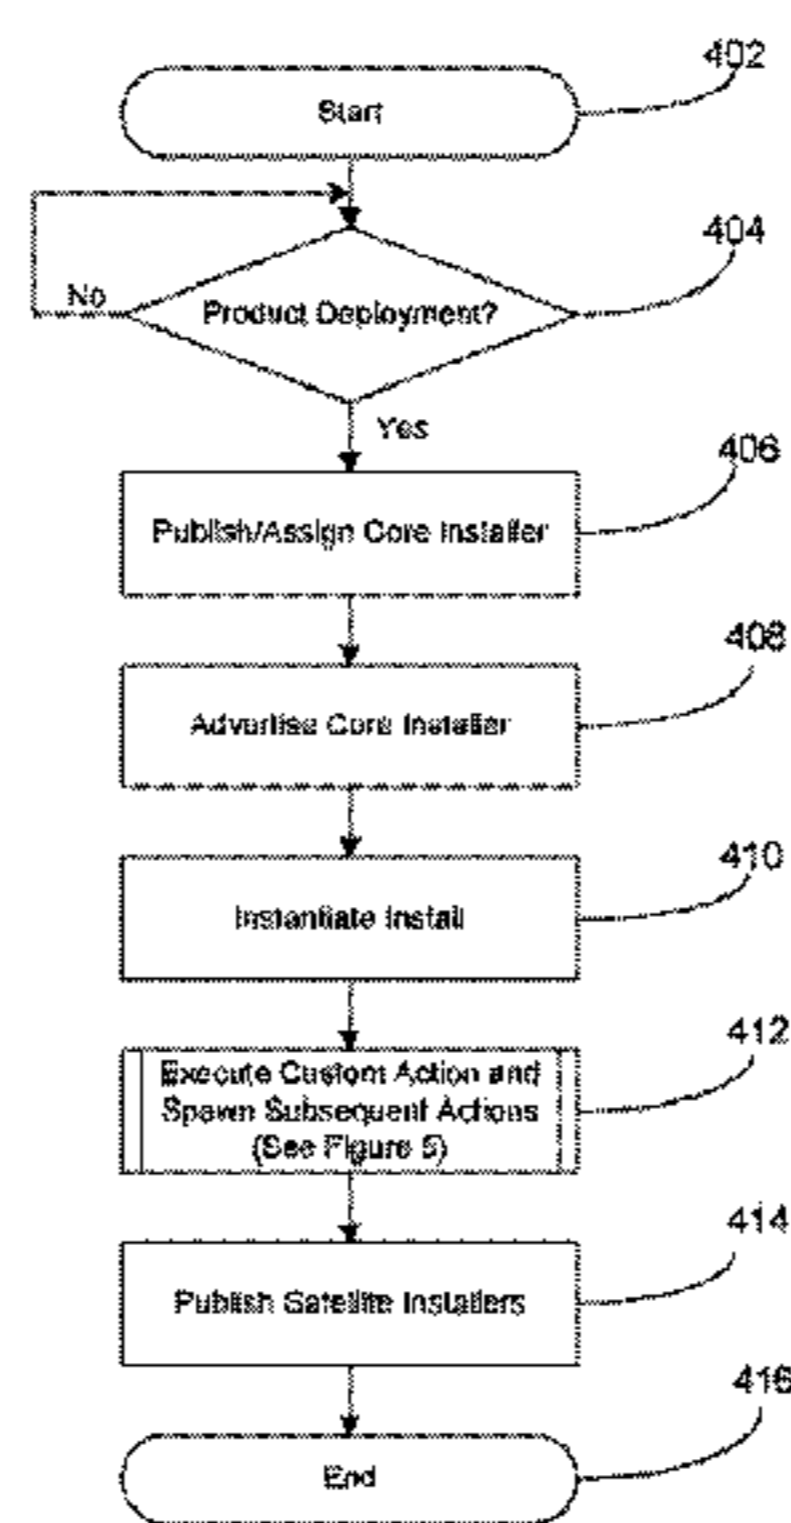 402
Start
404
No
Product Deployment?
Yes
406
Publish/Assign Core Installer
408
Advertise Core Installer
410
Instantiate Install
412
Execute Custom Action and
Spawn Subsequent Actions
(See Figure 5)
414
Publish Satellite Installers
416
End